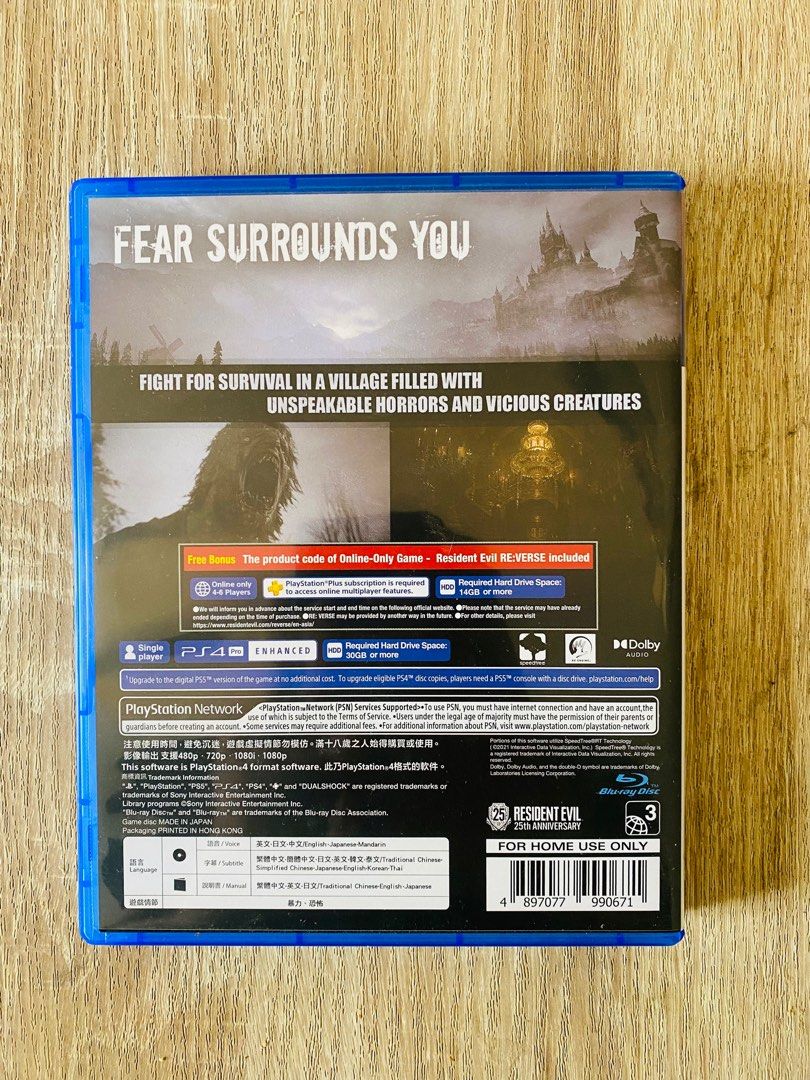 FEAR SURROUNDS YOU
FIGHT FOR SURVIVAL IN A VILLAGE FILLED WITH
UNSPEAKABLE HORRORS AND VICIOUS CREATURES
Free Bonus The product code of Online-Only Game - Resident Evil RE:VERSE included
Online only
4-6 Players
PlayStation®Plus subscription is required
to access online multiplayer features.
HDD
Required Hard Drive Space:
14GB or more
●We will inform you in advance about the service start and end time on the following official website. ●Please note that the service may have already
ended depending on the time of purchase. ●RE: VERSE may be provided by another way in the future. ●For other details, please visit
https://www.residentevil.com/reverse/en-asia/
Single
player
PS4 Pro ENHANCED
HDD
Required Hard Drive Space:
30GB or more
speedtree
RE ENGINE
Dolby
AUDIO
¹ Upgrade to the digital PS5™ version of the game at no additional cost. To upgrade eligible PS4™ disc copies, players need a PS5™ console with a disc drive. playstation.com/help
PlayStation Network
<PlayStation™Network (PSN) Services Supported>•To use PSN, you must have internet connection and have an account, the
use of which is subject to the Terms of Service. •Users under the legal age of majority must have the permission of their parents or
guardians before creating an account. •Some services may require additional fees. •For additional information about PSN, visit www.playstation.com/playstation-network
注意使用時間，避免沉迷。遊戲虛擬情節勿模仿。滿十八歲之人始得購買或使用。
影像輸出 支援480p・720p・1080i・1080p
This software is PlayStation®4 format software. 此乃PlayStation®4格式的軟件。
商標資訊 Trademark Information
"PlayStation", "PS5", "PS4", "PS4", and "DUALSHOCK" are registered trademarks or
trademarks of Sony Interactive Entertainment Inc.
Library programs ©Sony Interactive Entertainment Inc.
"Blu-ray Disc™" and "Blu-ray™" are trademarks of the Blu-ray Disc Association.
Game disc MADE IN JAPAN
Packaging PRINTED IN HONG KONG
Portions of this software utilize SpeedTree®RT Technology
(©2021 Interactive Data Visualization, Inc.) SpeedTree® Technology is
a registered trademark of Interactive Data Visualization, Inc. All rights
reserved.
Dolby, Dolby Audio, and the double-D symbol are trademarks of Dolby
Laboratories Licensing Corporation.
Blu-ray Disc™
25
RESIDENT EVIL
25th ANNIVERSARY
3
FOR HOME USE ONLY
4 897077 990671
語言
Language
語音 / Voice
英文・日文・中文/English・Japanese・Mandarin
字幕 / Subtitle
繁體中文・簡體中文・日文・英文・韓文・泰文/Traditional Chinese・
Simplified Chinese・Japanese・English・Korean・Thai
說明書 / Manual
繁體中文・英文・日文/Traditional Chinese・English・Japanese
遊戲情節
暴力、恐怖